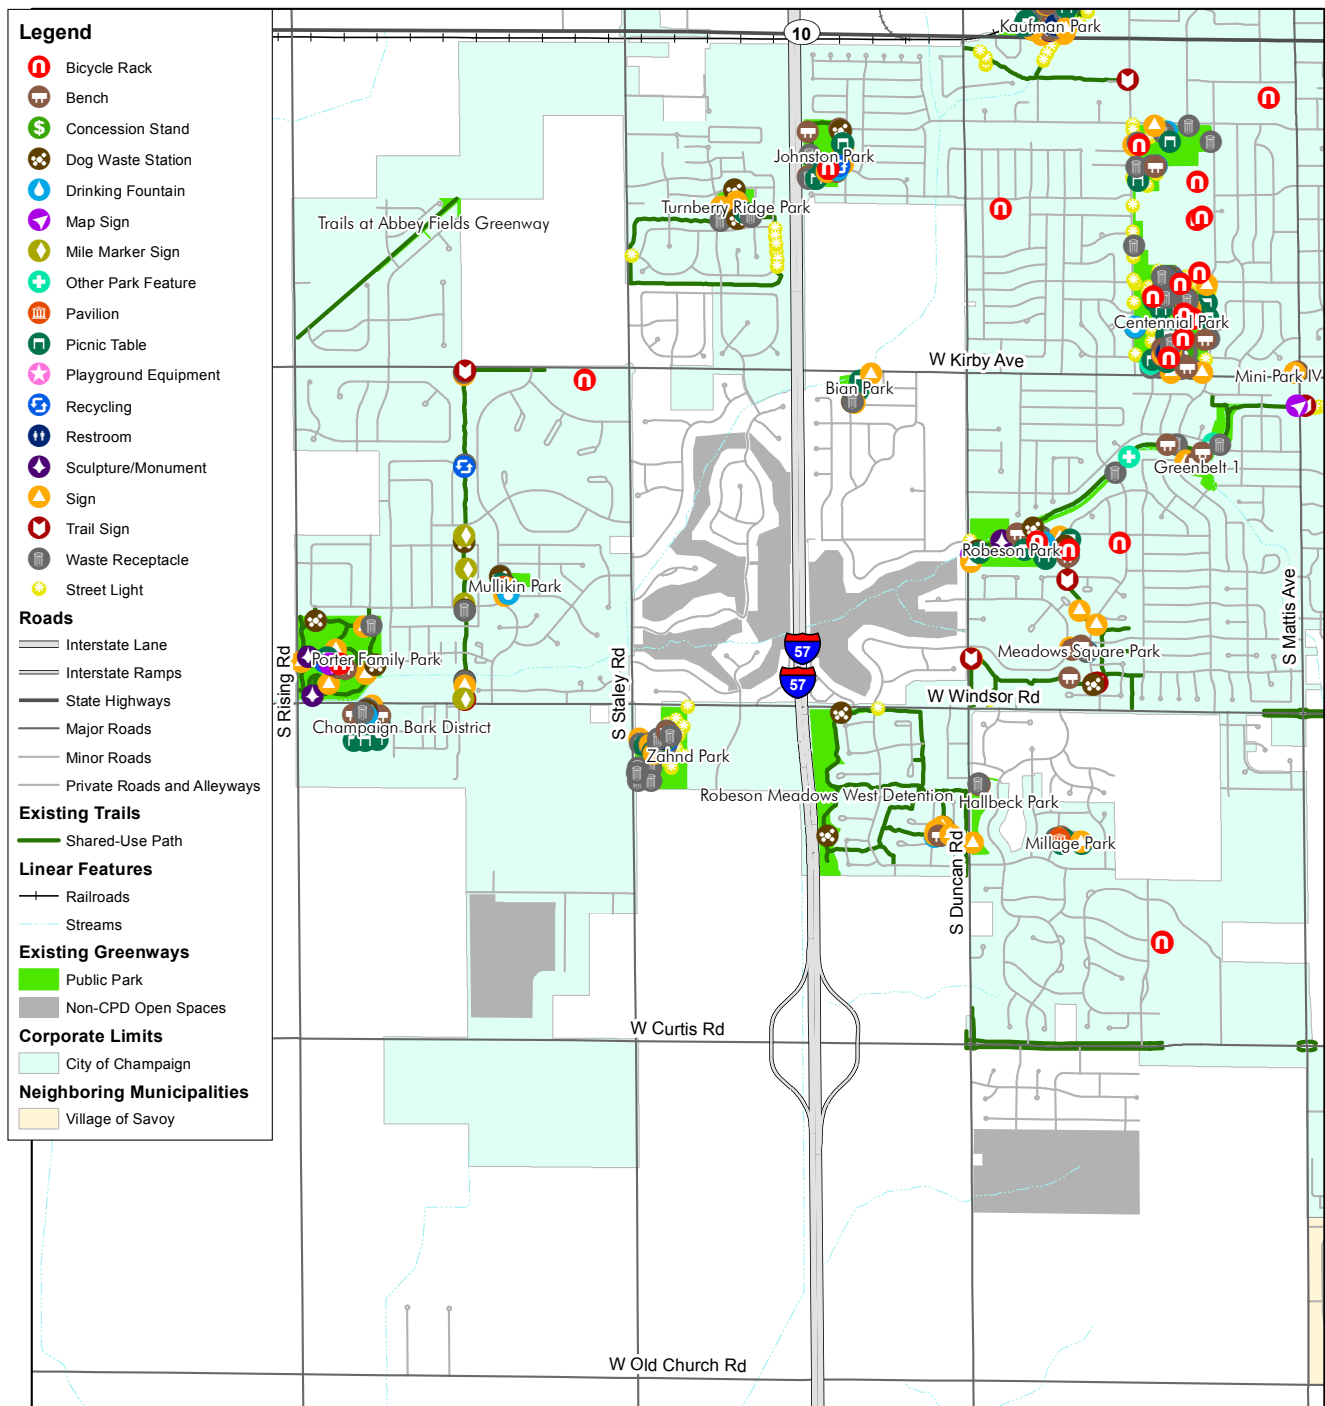 Legend
Bicycle Rack
Bench
Concession Stand
Dog Waste Station
Drinking Fountain
Map Sign
Mile Marker Sign
Other Park Feature
Pavilion
Picnic Table
Playground Equipment
Recycling
Restroom
Sculpture/Monument
Sign
Trail Sign
Waste Receptacle
Street Light
Roads
Interstate Lane
Interstate Ramps
State Highways
Major Roads
Minor Roads
Private Roads and Alleyways
Existing Trails
Shared-Use Path
Linear Features
Railroads
Streams
Existing Greenways
Public Park
Non-CPD Open Spaces
Corporate Limits
City of Champaign
Neighboring Municipalities
Village of Savoy
10
Kaufman Park
Johnston Park
Turnberry Ridge Park
Trails at Abbey Fields Greenway
Centennial Park
W Kirby Ave
Bian Park
Mini-Park IV
Greenbelt 1
Robeson Park
Mullikin Park
S Mattis Ave
57
57
Meadows Square Park
Porter Family Park
S Rising Rd
S Staley Rd
W Windsor Rd
Champaign Bark District
Zahnd Park
Robeson Meadows West Detention
Hallbeck Park
Millage Park
S Duncan Rd
W Curtis Rd
W Old Church Rd